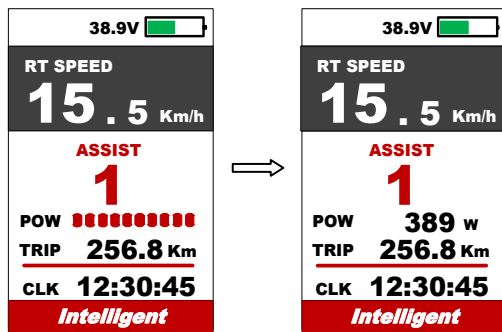 38.9V
RT SPEED
15.5 Km/h
ASSIST
1
POW
TRIP 256.8 Km
CLK 12:30:45
Intelligent
38.9V
RT SPEED
15.5 Km/h
ASSIST
1
POW 389 W
TRIP 256.8 Km
CLK 12:30:45
Intelligent